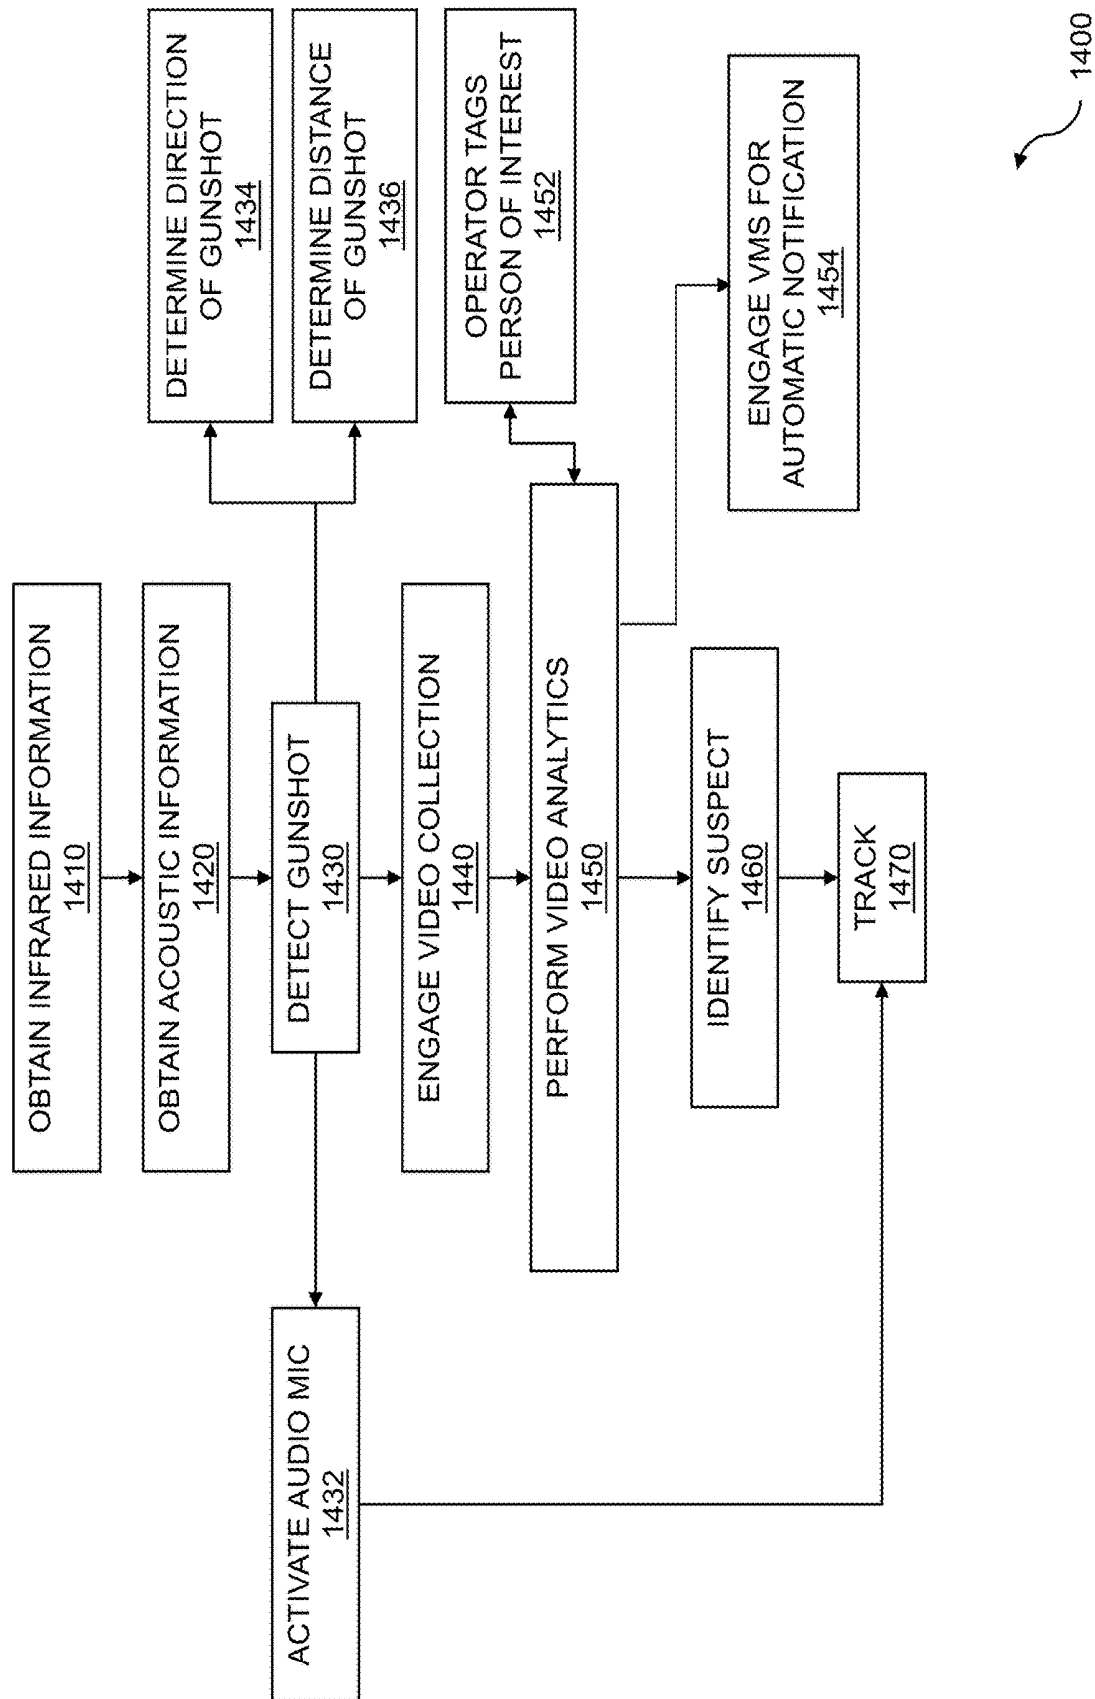 OBTAIN INFRARED INFORMATION
1410
OBTAIN ACOUSTIC INFORMATION
1420
DETERMINE DIRECTION
OF GUNSHOT
1434
DETERMINE DISTANCE
OF GUNSHOT
1436
ACTIVATE AUDIO MIC
1432
DETECT GUNSHOT
1430
ENGAGE VIDEO COLLECTION
1440
OPERATOR TAGS
PERSON OF INTEREST
1452
PERFORM VIDEO ANALYTICS
1450
ENGAGE VMS FOR
AUTOMATIC NOTIFICATION
1454
IDENTIFY SUSPECT
1460
TRACK
1470
1400